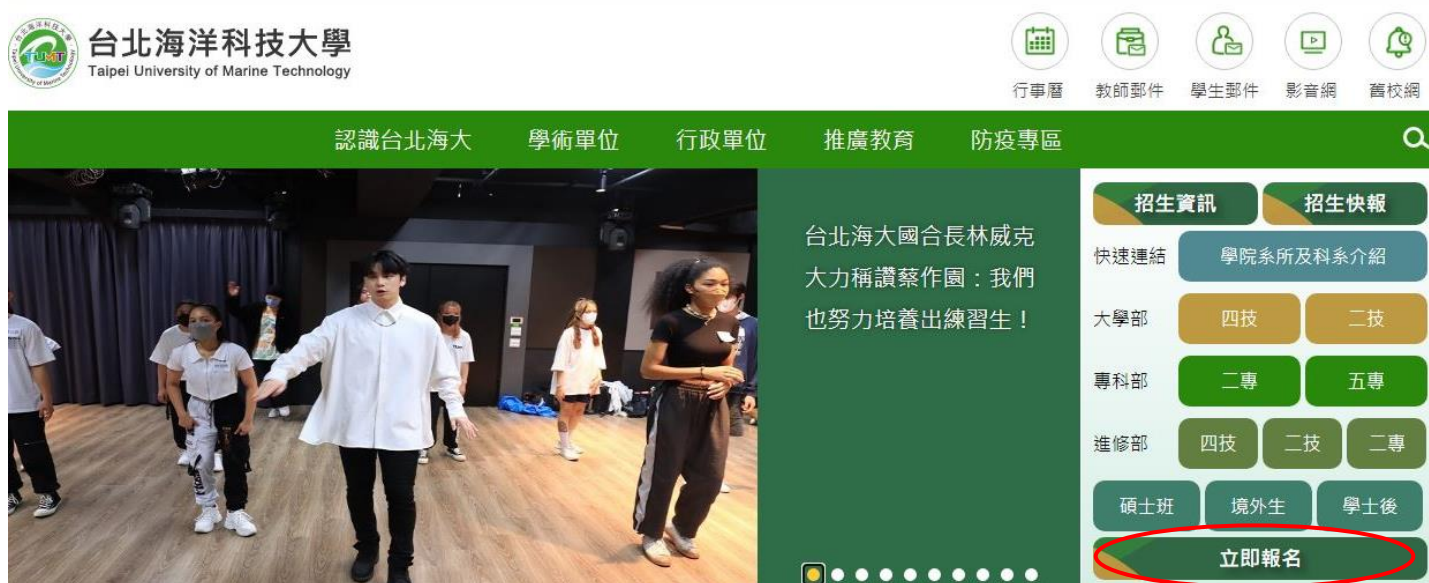 台北海洋科技大學
Taipei University of Marine Technology
TUMT
行事曆 教師郵件 學生郵件 影音網 舊校網
認識台北海大 學術單位 行政單位 推廣教育 防疫專區
台北海大國合長林威克
大力稱讚蔡作園：我們
也努力培養出練習生！
招生資訊 招生快報
快速連結 學院系所及科系介紹
大學部 四技 二技
專科部 二專 五專
進修部 四技 二技 二專
碩士班 境外生 學士後
立即報名